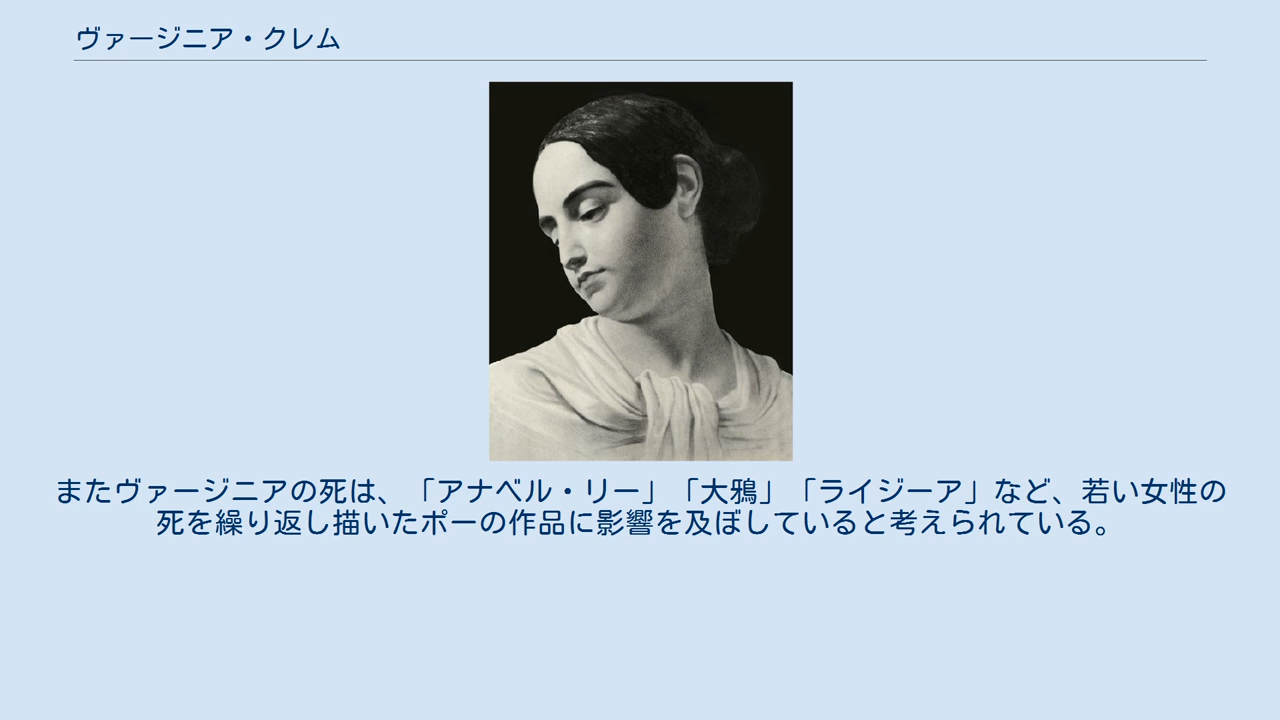 ヴァージニア・クレム
またヴァージニアの死は、「アナベル・リー」「大鴉」「ライジーア」など、若い女性の
死を繰り返し描いたポーの作品に影響を及ぼしていると考えられている。